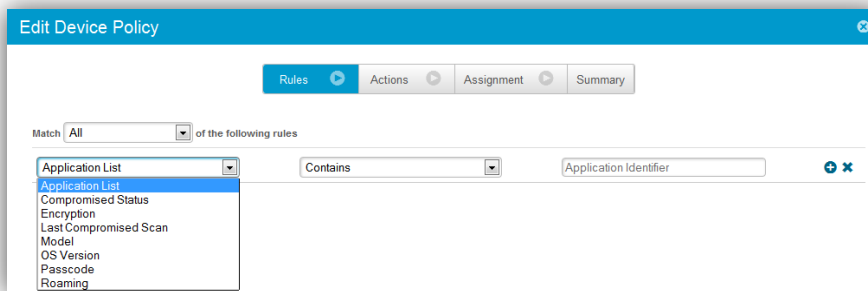 Edit Device Policy
Rules Actions Assignment Summary
Match All of the following rules
Application List Contains Application Identifier
Application List
Compromised Status
Encryption
Last Compromised Scan
Model
OS Version
Passcode
Roaming